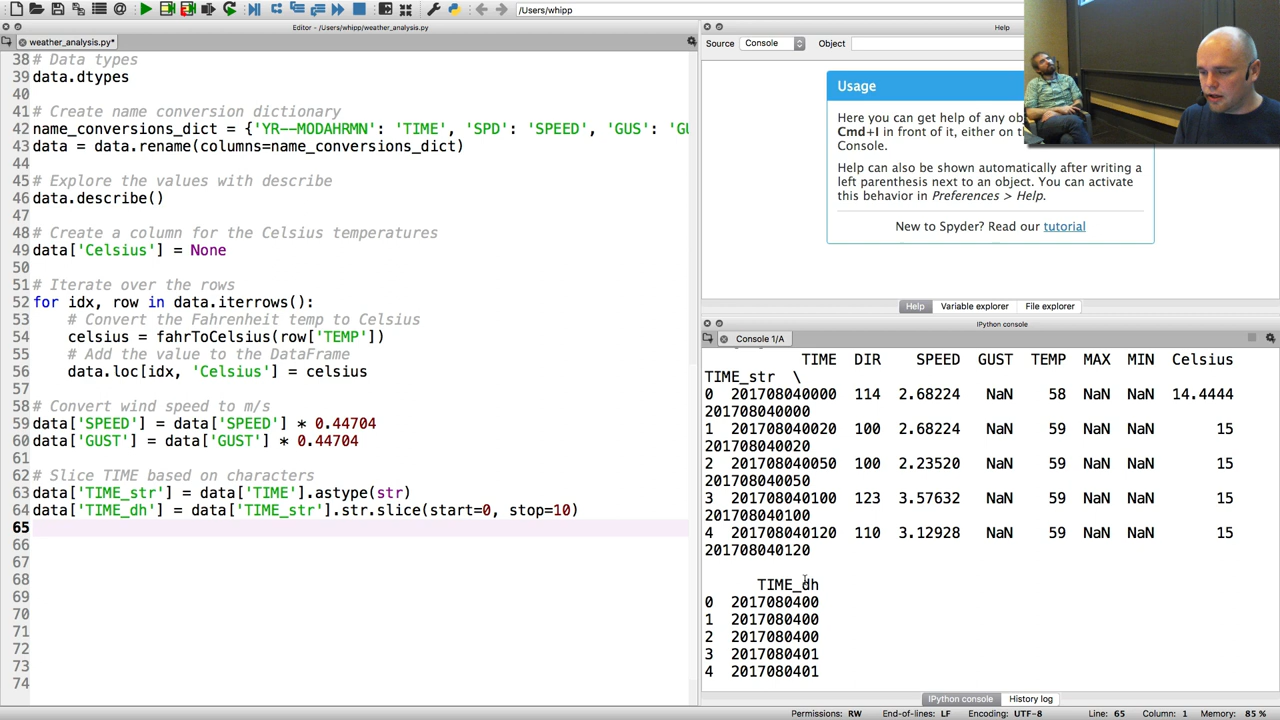 /Users/whipp
Editor - /Users/whipp/weather_analysis.py
weather_analysis.py*
38 # Data types
39 data.dtypes
40
41 # Create name conversion dictionary
42 name_conversions_dict = {'YR--MODAHRMN': 'TIME', 'SPD': 'SPEED', 'GUS': 'GU
43 data = data.rename(columns=name_conversions_dict)
44
45 # Explore the values with describe
46 data.describe()
47
48 # Create a column for the Celsius temperatures
49 data['Celsius'] = None
50
51 # Iterate over the rows
52 for idx, row in data.iterrows():
53     # Convert the Fahrenheit temp to Celsius
54     celsius = fahrToCelsius(row['TEMP'])
55     # Add the value to the DataFrame
56     data.loc[idx, 'Celsius'] = celsius
57
58 # Convert wind speed to m/s
59 data['SPEED'] = data['SPEED'] * 0.44704
60 data['GUST'] = data['GUST'] * 0.44704
61
62 # Slice TIME based on characters
63 data['TIME_str'] = data['TIME'].astype(str)
64 data['TIME_dh'] = data['TIME_str'].str.slice(start=0, stop=10)
65
66
67
68
69
70
71
72
73
74
Help
Source Console Object
Usage
Here you can get help of any ob
Cmd+I in front of it, either on th
Console.
Help can also be shown automatically after writing a
left parenthesis next to an object. You can activate
this behavior in Preferences > Help.
New to Spyder? Read our tutorial
Help Variable explorer File explorer
IPython console
Console 1/A
TIME DIR SPEED GUST TEMP MAX MIN Celsius
TIME_str \
0 201708040000 114 2.68224 NaN 58 NaN NaN 14.4444
201708040000
1 201708040020 100 2.68224 NaN 59 NaN NaN 15
201708040020
2 201708040050 100 2.23520 NaN 59 NaN NaN 15
201708040050
3 201708040100 123 3.57632 NaN 59 NaN NaN 15
201708040100
4 201708040120 110 3.12928 NaN 59 NaN NaN 15
201708040120
TIME_dh
0 2017080400
1 2017080400
2 2017080400
3 2017080401
4 2017080401
IPython console History log
Permissions: RW End-of-lines: LF Encoding: UTF-8 Line: 65 Column: 1 Memory: 85 %